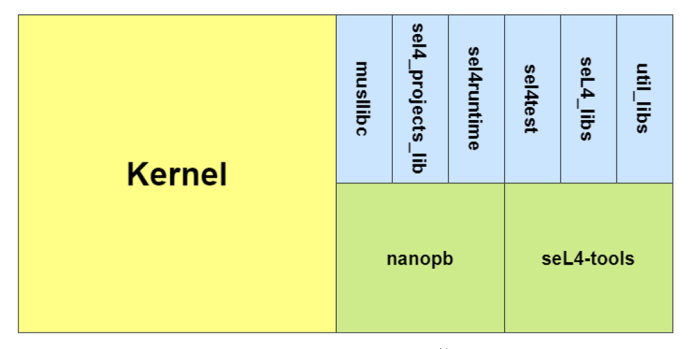 Kernel
musllibc
sel4_projects_lib
sel4runtime
sel4test
seL4_libs
util_libs
nanopb
seL4-tools